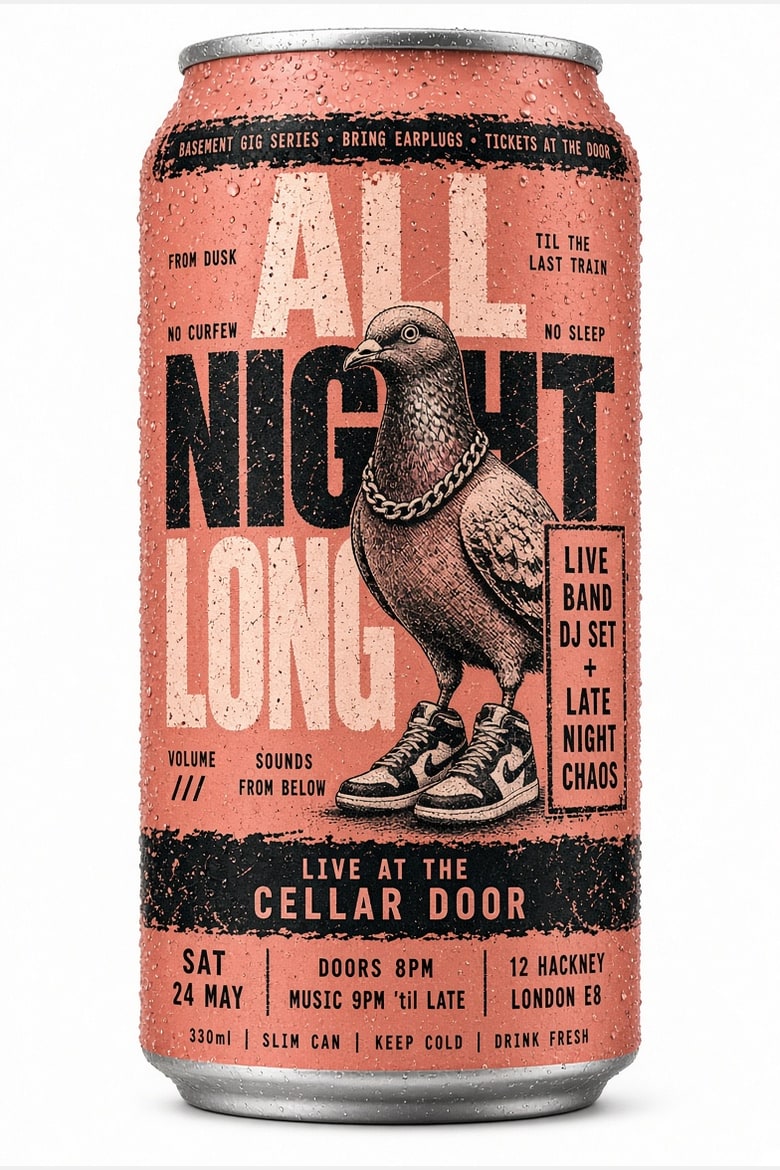 BASEMENT GIG SERIES • BRING EARPLUGS • TICKETS AT THE DOOR
ALL
FROM DUSK
TIL THE
LAST TRAIN
NO CURFEW
NO SLEEP
NIGHT
LONG
LIVE
BAND
DJ SET
+
LATE
NIGHT
CHAOS
VOLUME
///
SOUNDS
FROM BELOW
LIVE AT THE
CELLAR DOOR
SAT
24 MAY
DOORS 8PM
MUSIC 9PM 'til LATE
12 HACKNEY
LONDON E8
330ml | SLIM CAN | KEEP COLD | DRINK FRESH